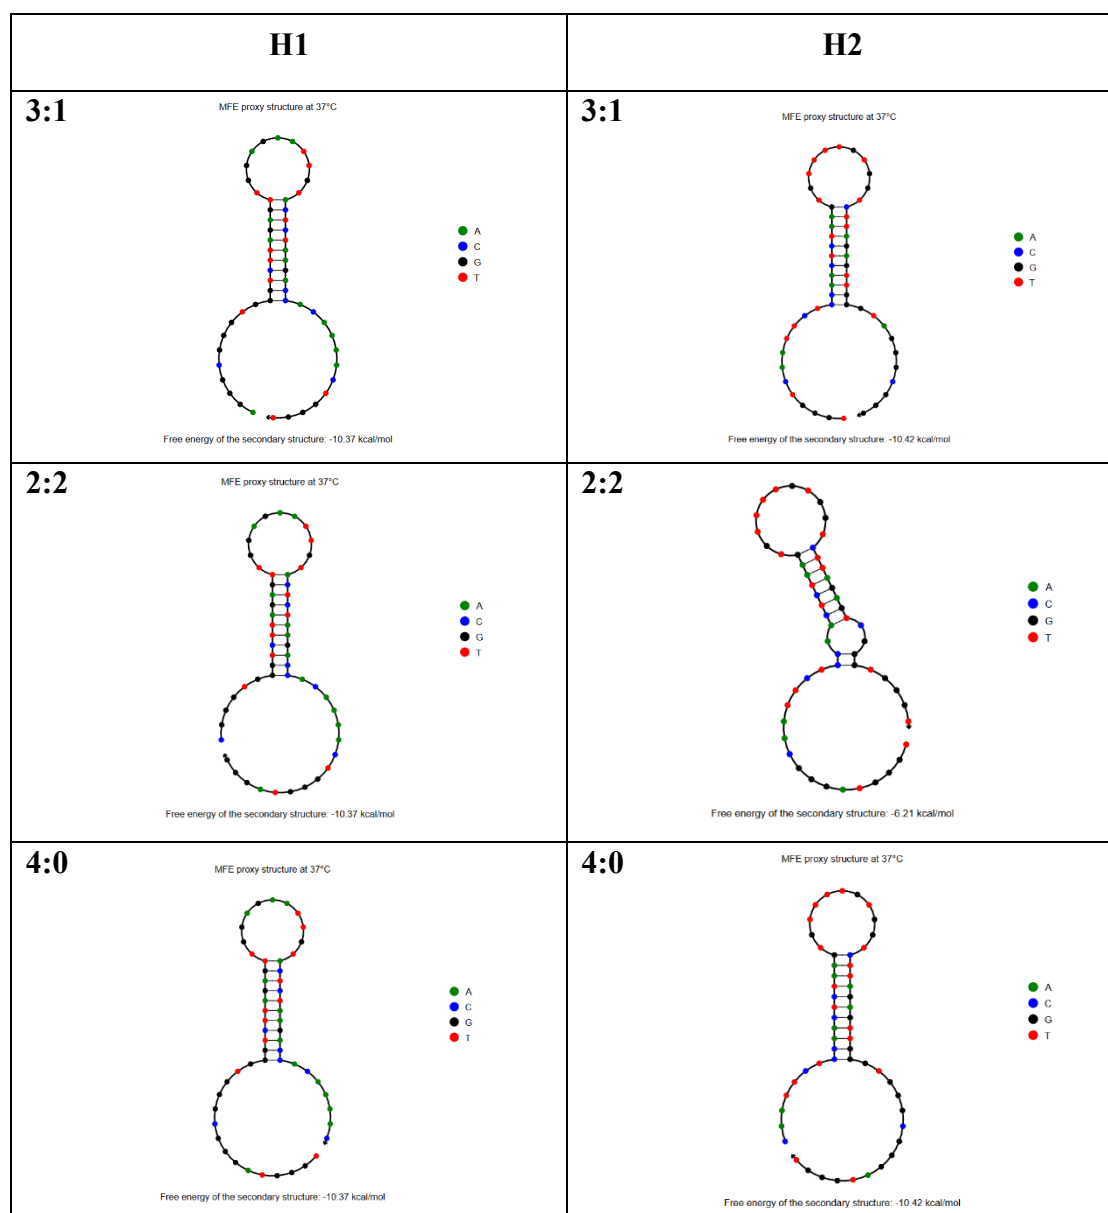 H1
H2
3:1
MFE proxy structure at 37°C
A
C
G
T
Free energy of the secondary structure: -10.37 kcal/mol
3:1
MFE proxy structure at 37°C
A
C
G
T
Free energy of the secondary structure: -10.42 kcal/mol
2:2
MFE proxy structure at 37°C
A
C
G
T
Free energy of the secondary structure: -10.37 kcal/mol
2:2
A
C
G
T
Free energy of the secondary structure: -6.21 kcal/mol
4:0
MFE proxy structure at 37°C
A
C
G
T
Free energy of the secondary structure: -10.37 kcal/mol
4:0
MFE proxy structure at 37°C
A
C
G
T
Free energy of the secondary structure: -10.42 kcal/mol